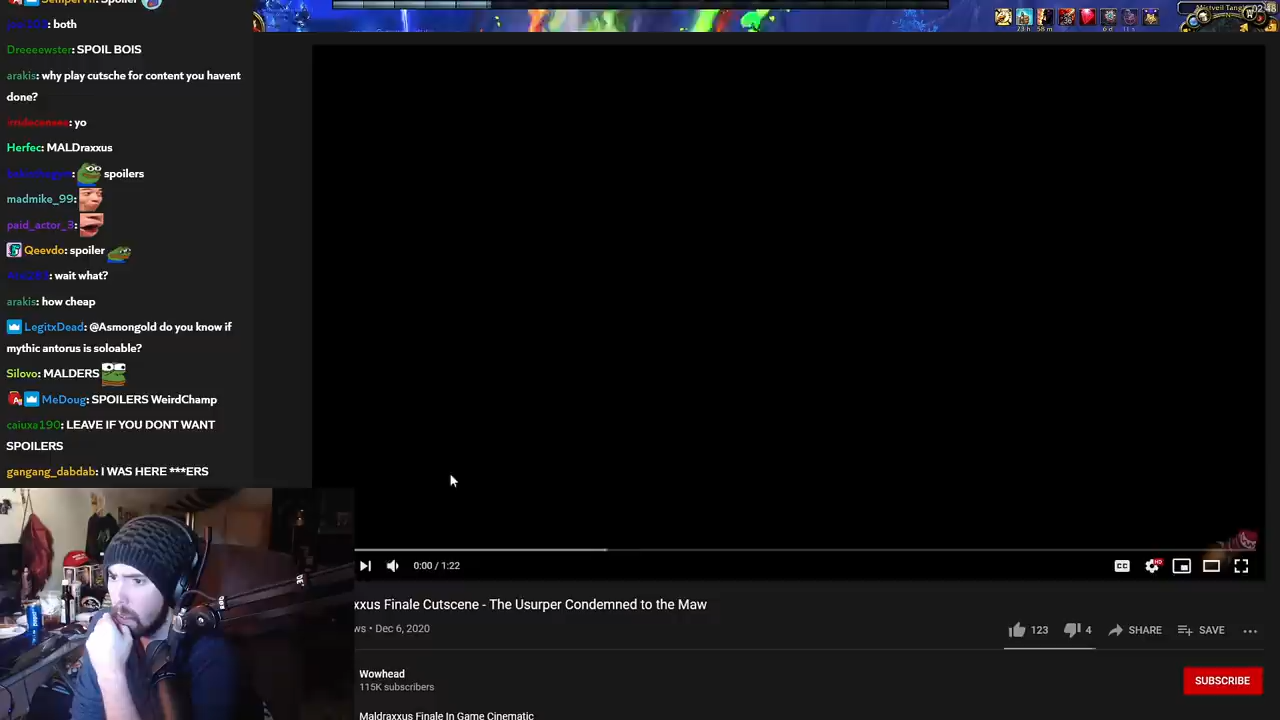 SemperVii: Spoiler
both
Dreeeewster: SPOIL BOIS
arakis: why play cutsche for content you havent
done?
: yo
Herfec: MALDraxxus
spoilers
madmike_99:
paid_actor_3:
Qeevdo: spoiler
wait what?
arakis: how cheap
LegitxDead: @Asmongold do you know if
mythic antorus is soloable?
Silovo: MALDERS
MeDoug: SPOILERS WeirdChamp
caiuxa190: LEAVE IF YOU DONT WANT
SPOILERS
gangang_dabdab: I WAS HERE ***ERS
0:00 / 1:22
CC
HD
xxus Finale Cutscene - The Usurper Condemned to the Maw
ws • Dec 6, 2020
123
4
SHARE
SAVE
Wowhead
115K subscribers
SUBSCRIBE
Maldraxxus Finale In Game Cinematic